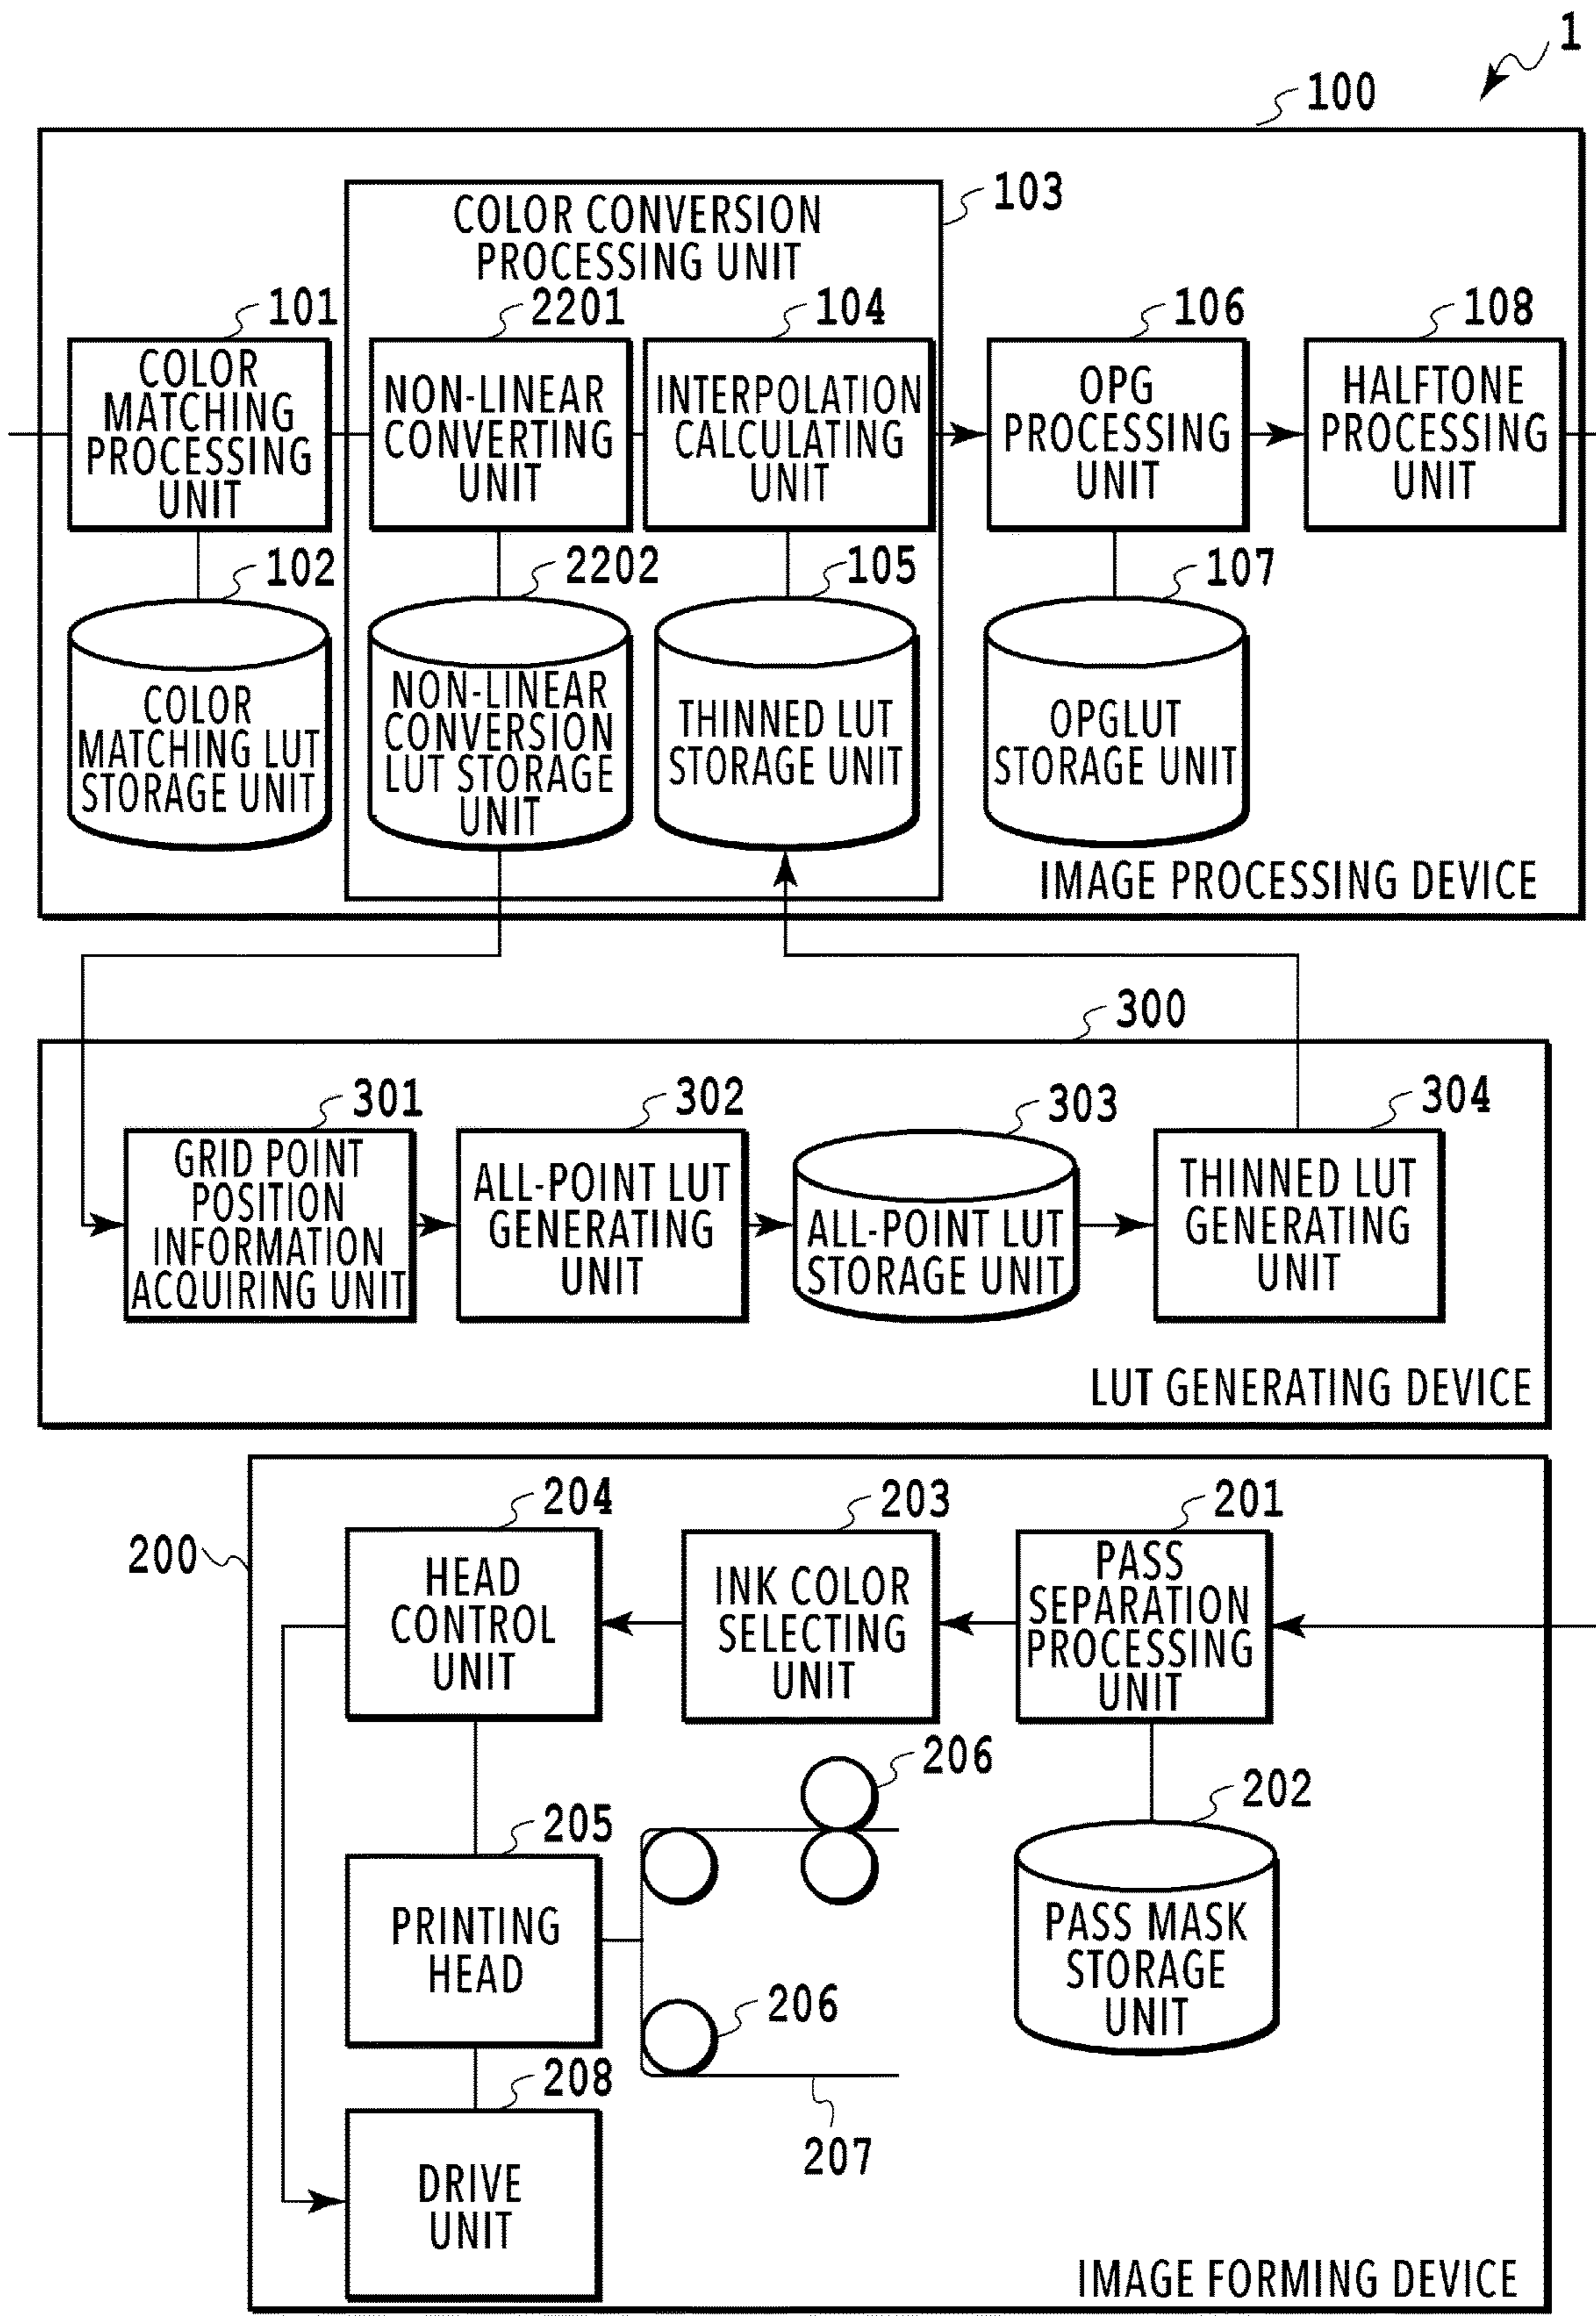 1
100
103
COLOR CONVERSION
PROCESSING UNIT
101
2201
104
106
108
COLOR
MATCHING
PROCESSING
UNIT
NON-LINEAR
CONVERTING
UNIT
INTERPOLATION
CALCULATING
UNIT
OPG
PROCESSING
UNIT
HALFTONE
PROCESSING
UNIT
102
2202
105
107
COLOR
MATCHING LUT
STORAGE UNIT
NON-LINEAR
CONVERSION
LUT STORAGE
UNIT
THINNED LUT
STORAGE UNIT
OPGLUT
STORAGE UNIT
IMAGE PROCESSING DEVICE
300
301
302
303
304
GRID POINT
POSITION
INFORMATION
ACQUIRING UNIT
ALL-POINT LUT
GENERATING
UNIT
ALL-POINT LUT
STORAGE UNIT
THINNED LUT
GENERATING
UNIT
LUT GENERATING DEVICE
200
204
203
201
HEAD
CONTROL
UNIT
INK COLOR
SELECTING
UNIT
PASS
SEPARATION
PROCESSING
UNIT
206
202
205
PRINTING
HEAD
PASS MASK
STORAGE
UNIT
206
208
207
DRIVE
UNIT
IMAGE FORMING DEVICE